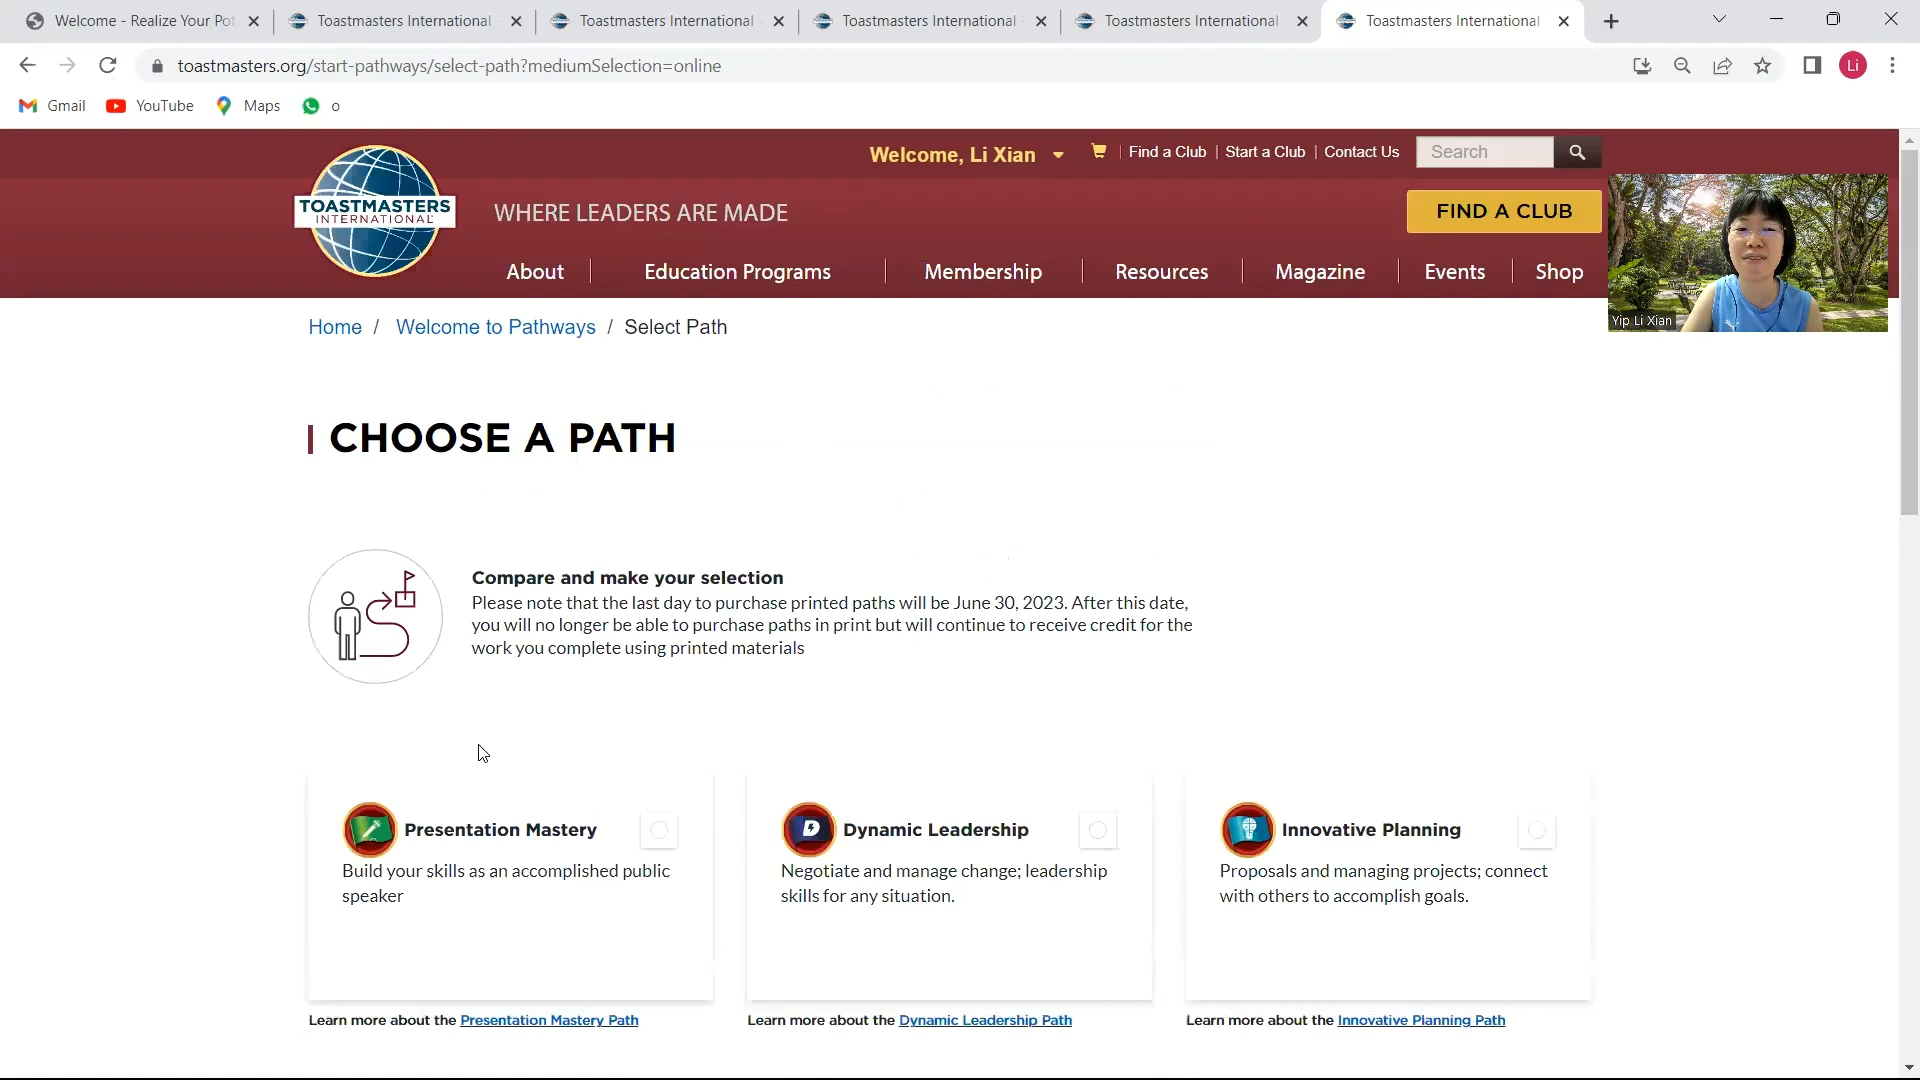 Welcome - Realize Your Pot
Toastmasters International
Toastmasters International
Toastmasters International
Toastmasters International
Toastmasters International
toastmasters.org/start-pathways/select-path?mediumSelection=online
Li
Gmail
YouTube
Maps
o
Welcome, Li Xian
Find a Club
Start a Club
Contact Us
Search
TOASTMASTERS
INTERNATIONAL
WHERE LEADERS ARE MADE
FIND A CLUB
About
Education Programs
Membership
Resources
Magazine
Events
Shop
Yip Li Xian
Home / Welcome to Pathways / Select Path
CHOOSE A PATH
Compare and make your selection
Please note that the last day to purchase printed paths will be June 30, 2023. After this date,
you will no longer be able to purchase paths in print but will continue to receive credit for the
work you complete using printed materials
Presentation Mastery
Build your skills as an accomplished public
speaker
Learn more about the Presentation Mastery Path
Dynamic Leadership
Negotiate and manage change; leadership
skills for any situation.
Learn more about the Dynamic Leadership Path
Innovative Planning
Proposals and managing projects; connect
with others to accomplish goals.
Learn more about the Innovative Planning Path